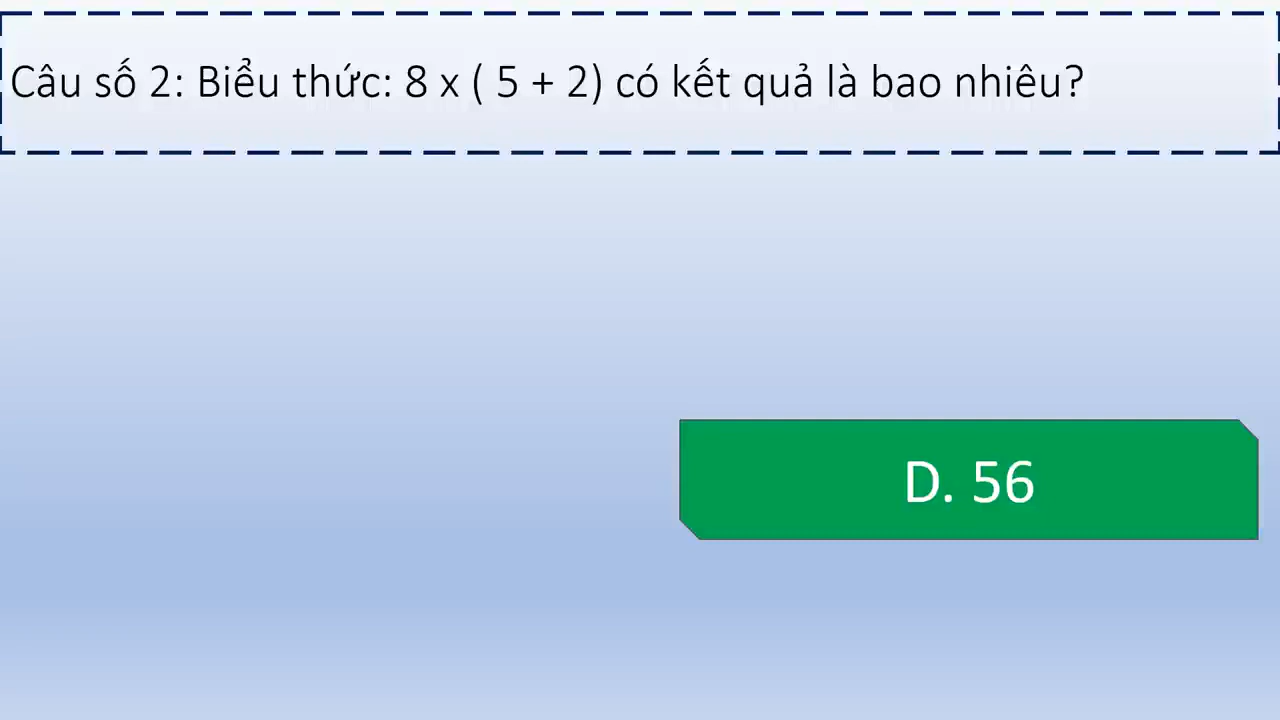 Câu số 2: Biểu thức: 8 x ( 5 + 2) có kết quả là bao nhiêu?
D. 56